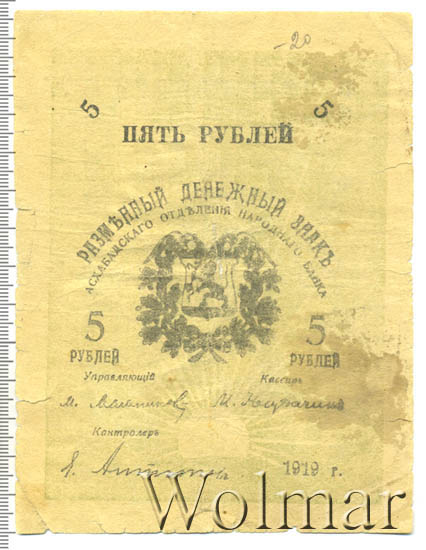 -20
5 5
ПЯТЬ РУБЛЕЙ
РАЗМѢННЫЙ ДЕНЕЖНЫЙ ЗНАКЪ
АСХАБАДСКАГО ОТДѢЛЕНІЯ НАРОДНАГО БАНКА
5 5
РУБЛЕЙ РУБЛЕЙ
Управляющій Кассиръ
М.
Контролеръ
1919 г.
Wolmar